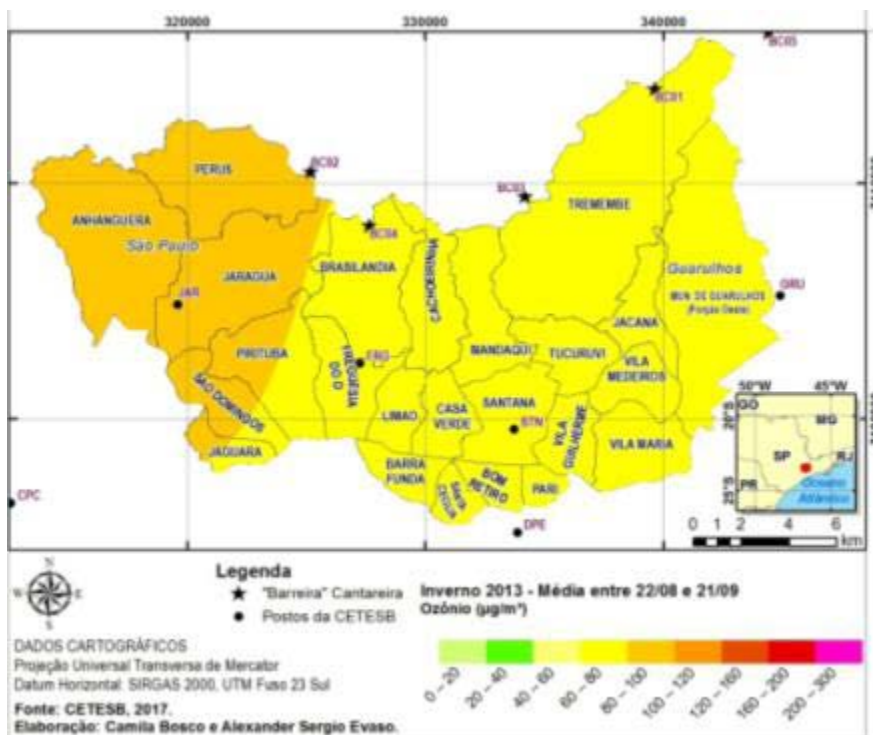 320000
330000
340000
BC05
BC01
PERUS
BC02
BC03
TREMEMBE
ANHANGUERA
São Paulo
BC04
BRASILANDIA
CACHOEIRINHA
JARAGUA
JAR
Guarulhos
MUN. DE GUARULHOS
(Porção Oeste)
GRU
JACANA
PIRITUBA
FREGUESIA
DO O
FRG
MANDAQUI
TUCURUVI
VILA
MEDEIROS
SAO DOMINGOS
LIMAO
CASA
VERDE
SANTANA
STN
VILA
GUILHERME
VILA MARIA
JAGUARA
BARRA
FUNDA
SANTA
CECILIA
BOM
RETIRO
PARI
CPC
DPE
50°W
45°W
GO
20°S
MG
SP
RJ
PR
25°S
Oceano
Atlântico
0 1 2 4 6
km
Legenda
"Barreira" Cantareira
Postos da CETESB
N
W
E
S
Inverno 2013 - Média entre 22/08 e 21/09
Ozônio (µg/m³)
0 – 20
20 – 40
40 – 60
60 – 80
80 – 100
100 – 120
120 – 160
160 – 200
200 – 300
DADOS CARTOGRÁFICOS
Projeção Universal Transversa de Mercator
Datum Horizontal: SIRGAS 2000, UTM Fuso 23 Sul
Fonte: CETESB, 2017.
Elaboração: Camila Bosco e Alexander Sergio Evaso.